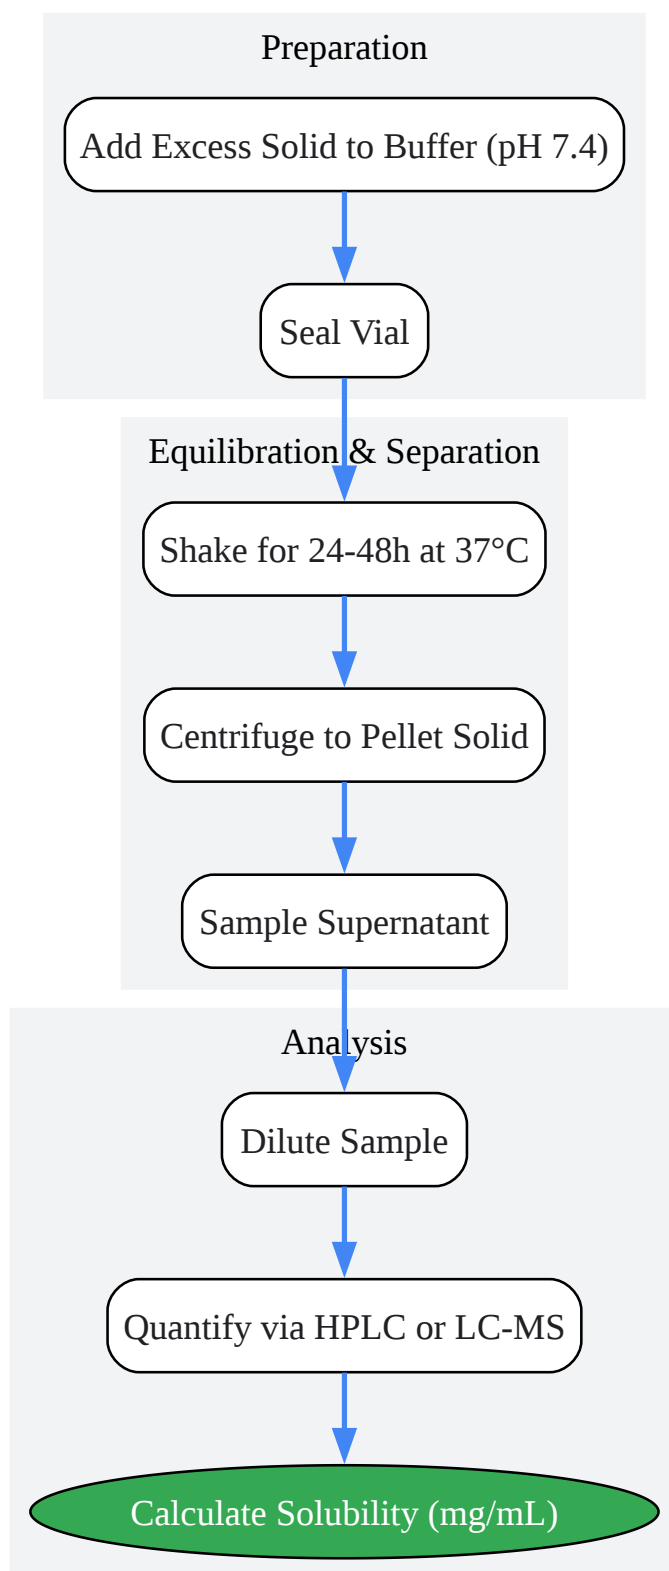 Preparation
Add Excess Solid to Buffer (pH 7.4)
Seal Vial
Equilibration & Separation
Shake for 24-48h at 37°C
Centrifuge to Pellet Solid
Sample Supernatant
Analysis
Dilute Sample
Quantify via HPLC or LC-MS
Calculate Solubility (mg/mL)